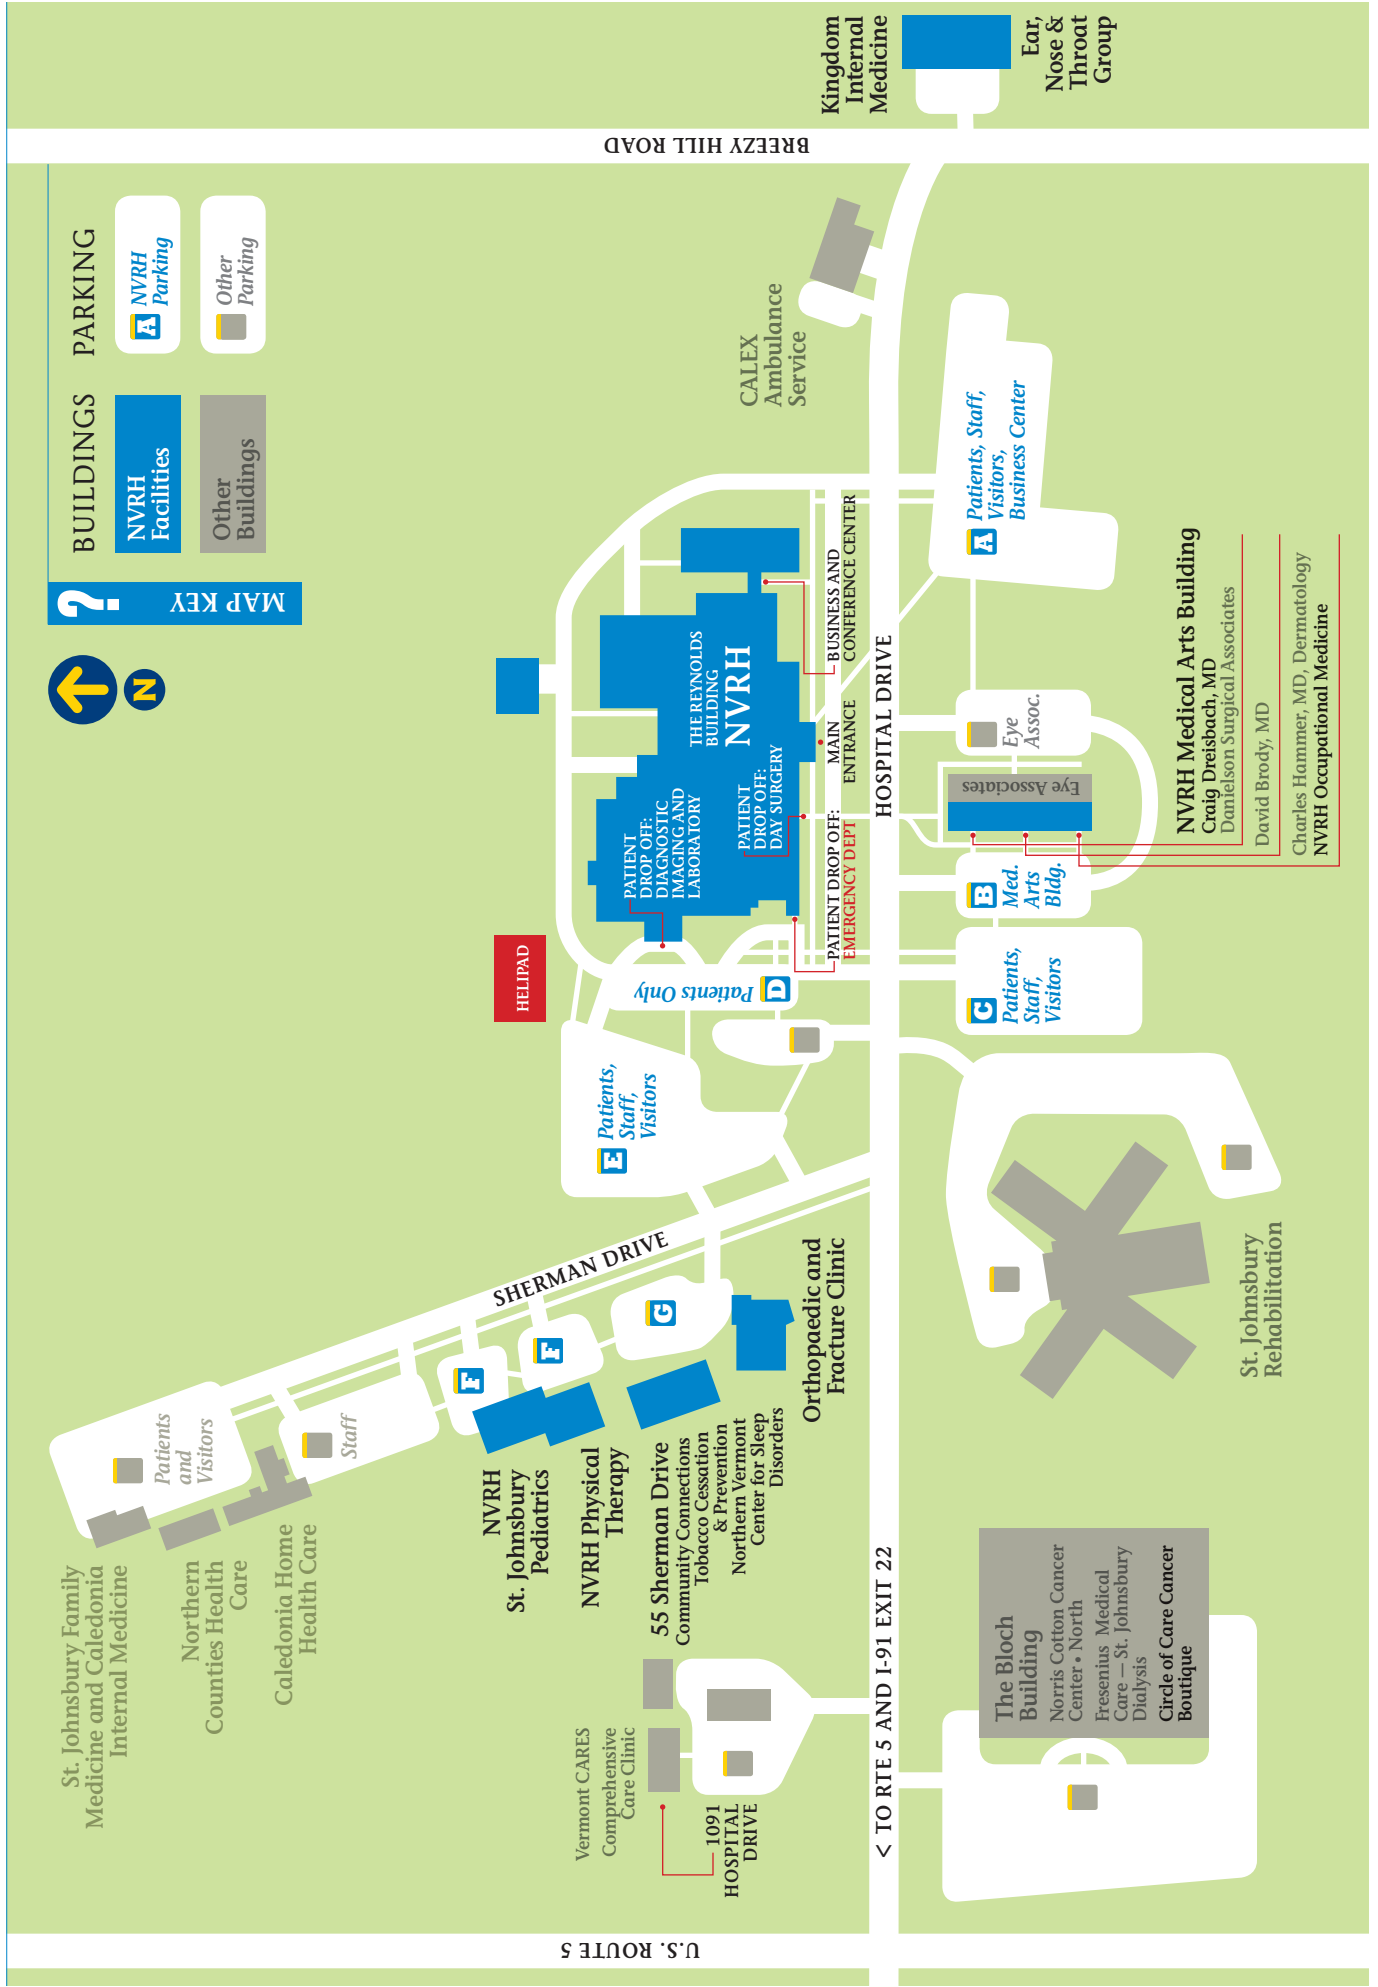 MAP KEY
?
N
BUILDINGS
NVRH
Facilities
Other
Buildings
PARKING
A
NVRH
Parking
Other
Parking
St. Johnsbury Family
Medicine and Caledonia
Internal Medicine
Northern
Counties Health
Care
Caledonia Home
Health Care
Patients
and
Visitors
Staff
NVRH
St. Johnsbury
Pediatrics
NVRH Physical
Therapy
55 Sherman Drive
Community Connections
Tobacco Cessation
& Prevention
Northern Vermont
Center for Sleep
Disorders
Orthopaedic and
Fracture Clinic
F
F
G
SHERMAN DRIVE
HELIPAD
E
Patients,
Staff,
Visitors
D
Patients Only
PATIENT
DROP OFF:
DIAGNOSTIC
IMAGING AND
LABORATORY
PATIENT
DROP OFF:
DAY SURGERY
THE REYNOLDS
BUILDING
NVRH
PATIENT DROP OFF:
EMERGENCY DEPT
MAIN
ENTRANCE
BUSINESS AND
CONFERENCE CENTER
CALEX
Ambulance
Service
Kingdom
Internal
Medicine
Ear,
Nose &
Throat
Group
BREEZY HILL ROAD
Vermont CARES
Comprehensive
Care Clinic
1091
HOSPITAL
DRIVE
U.S. ROUTE 5
< TO RTE 5 AND I-91 EXIT 22
HOSPITAL DRIVE
The Bloch
Building
Norris Cotton Cancer
Center • North
Fresenius Medical
Care — St. Johnsbury
Dialysis
Circle of Care Cancer
Boutique
St. Johnsbury
Rehabilitation
C
Patients,
Staff,
Visitors
B
Med.
Arts
Bldg.
Eye Associates
Eye
Assoc.
A
Patients, Staff,
Visitors,
Business Center
NVRH Medical Arts Building
Craig Dreisbach, MD
Danielson Surgical Associates
David Brody, MD
Charles Hammer, MD, Dermatology
NVRH Occupational Medicine